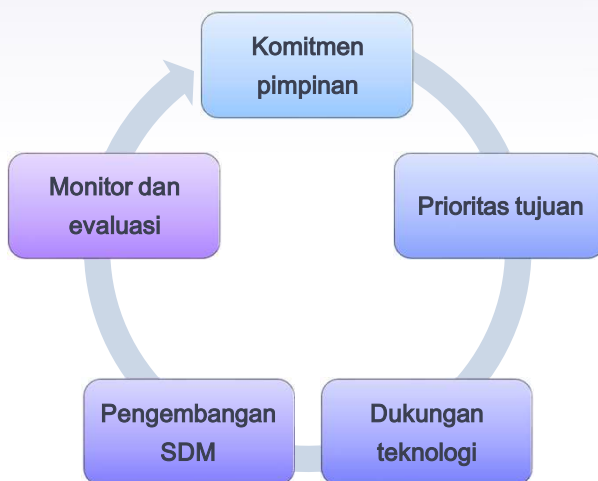 Komitmen
pimpinan
Prioritas tujuan
Dukungan
teknologi
Pengembangan
SDM
Monitor dan
evaluasi